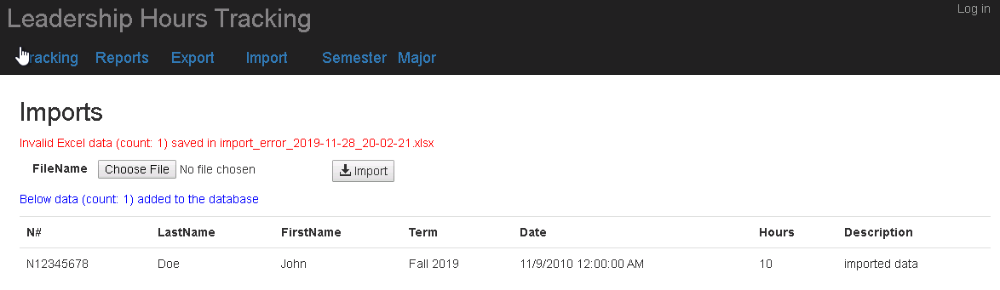 Log in
Leadership Hours Tracking
Tracking Reports Export Import Semester Major
Imports
Invalid Excel data (count: 1) saved in import_error_2019-11-28_20-02-21.xlsx
FileName Choose File No file chosen Import
Below data (count: 1) added to the database
N# LastName FirstName Term Date Hours Description
N12345678 Doe John Fall 2019 11/9/2010 12:00:00 AM 10 imported data